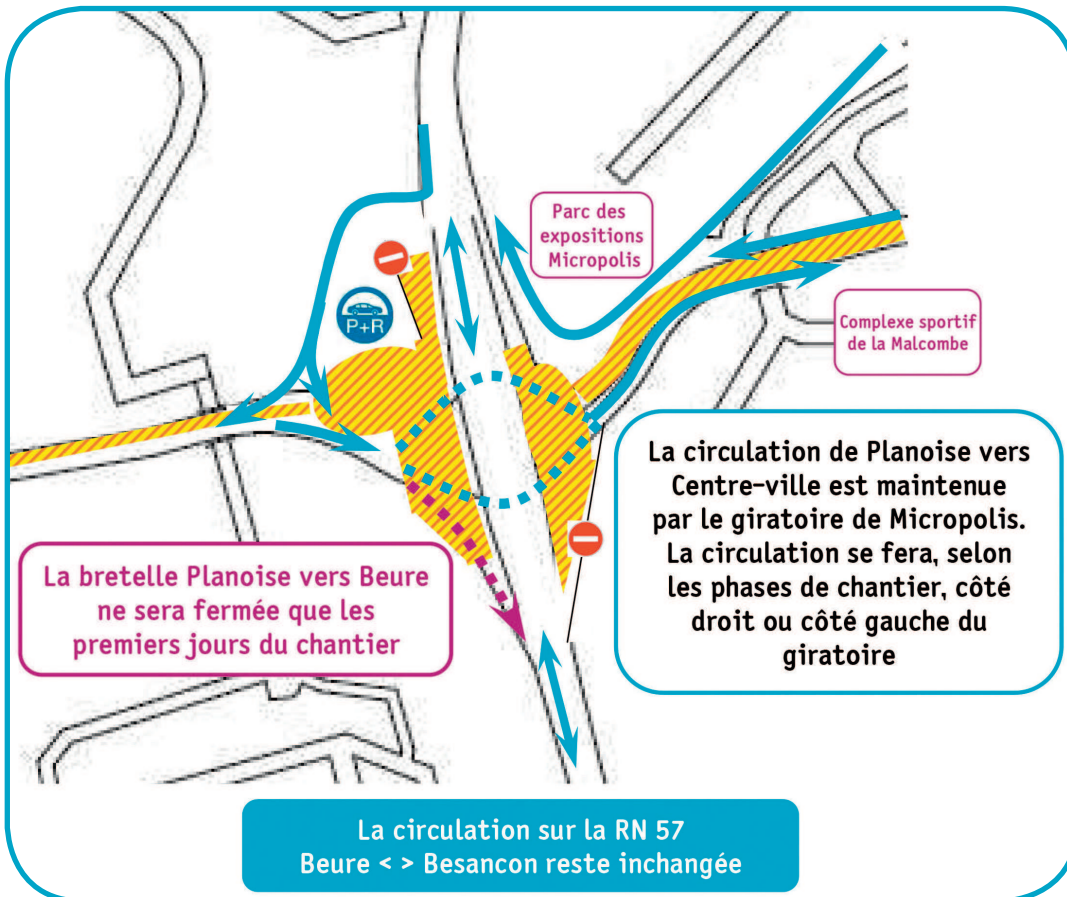 Parc des
expositions
Micropolis
P+R
Complexe sportif
de la Malcombe
La circulation de Planoise vers
Centre-ville est maintenue
par le giratoire de Micropolis.
La circulation se fera, selon
les phases de chantier, côté
droit ou côté gauche du
giratoire
La bretelle Planoise vers Beure
ne sera fermée que les
premiers jours du chantier
La circulation sur la RN 57
Beure < > Besancon reste inchangée